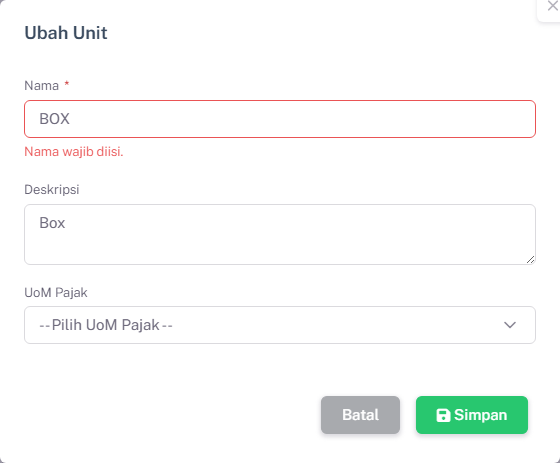 Ubah Unit
Nama *
BOX
Nama wajib diisi.
Deskripsi
Box
UoM Pajak
-- Pilih UoM Pajak --
Batal
Simpan